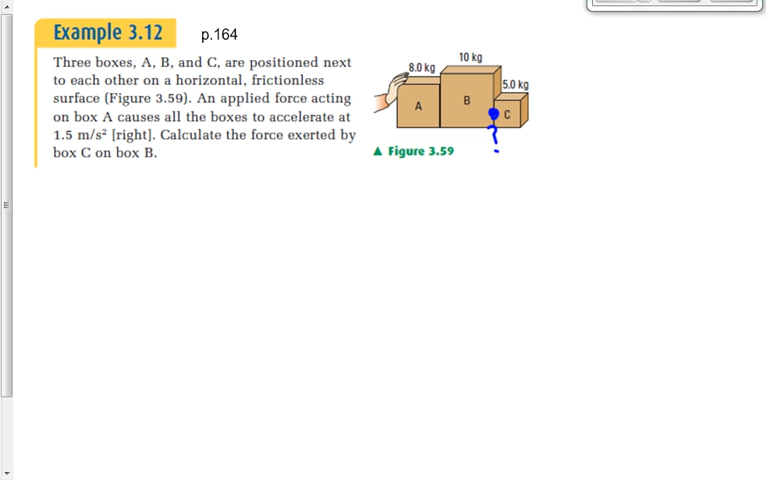 Example 3.12
p.164
Three boxes, A, B, and C, are positioned next
to each other on a horizontal, frictionless
surface (Figure 3.59). An applied force acting
on box A causes all the boxes to accelerate at
1.5 m/s² [right]. Calculate the force exerted by
box C on box B.
8.0 kg
10 kg
5.0 kg
A
B
C
?
▲ Figure 3.59